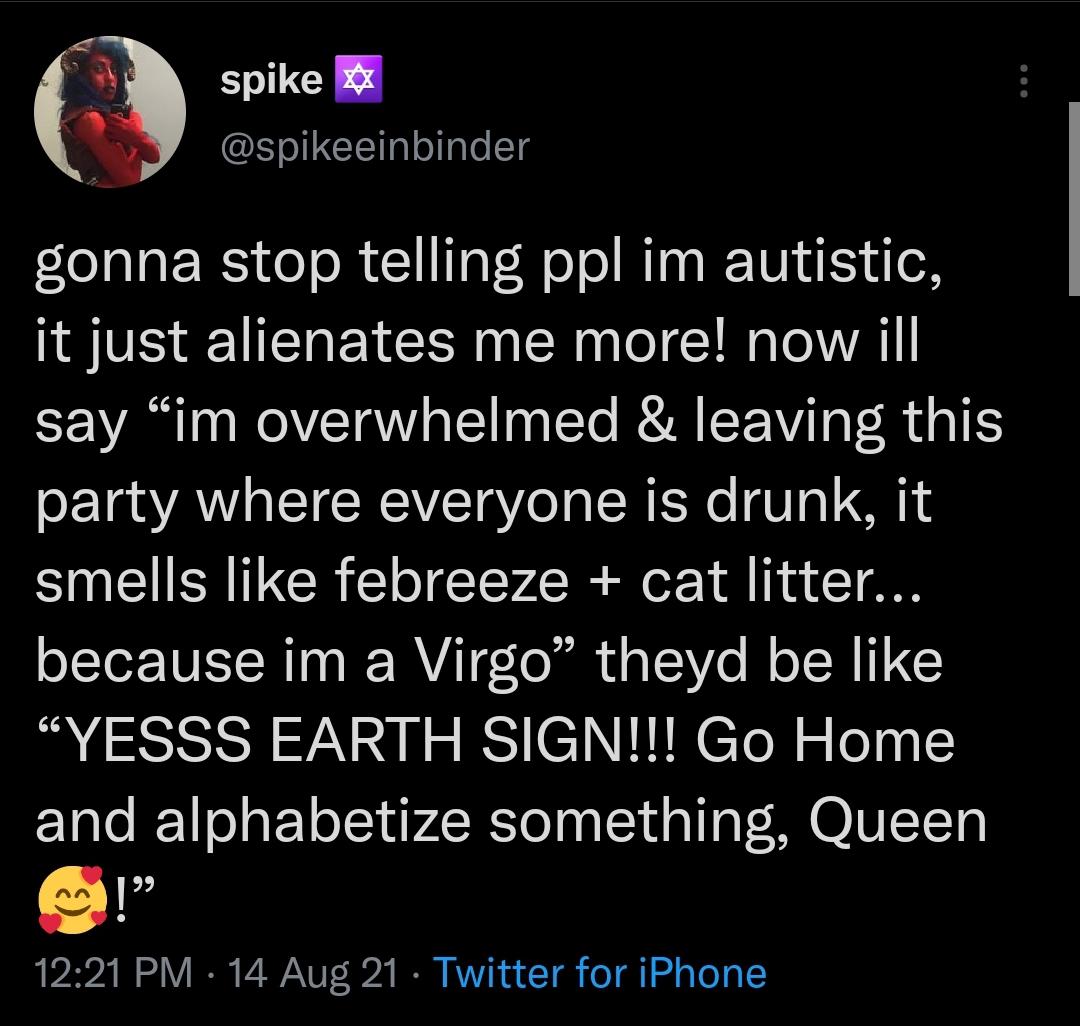 spike 🔯
@spikeeinbinder
gonna stop telling ppl im autistic,
it just alienates me more! now ill
say “im overwhelmed & leaving this
party where everyone is drunk, it
smells like febreeze + cat litter...
because im a Virgo” theyd be like
“YESSS EARTH SIGN!!! Go Home
and alphabetize something, Queen
🥰!”
12:21 PM · 14 Aug 21 · Twitter for iPhone